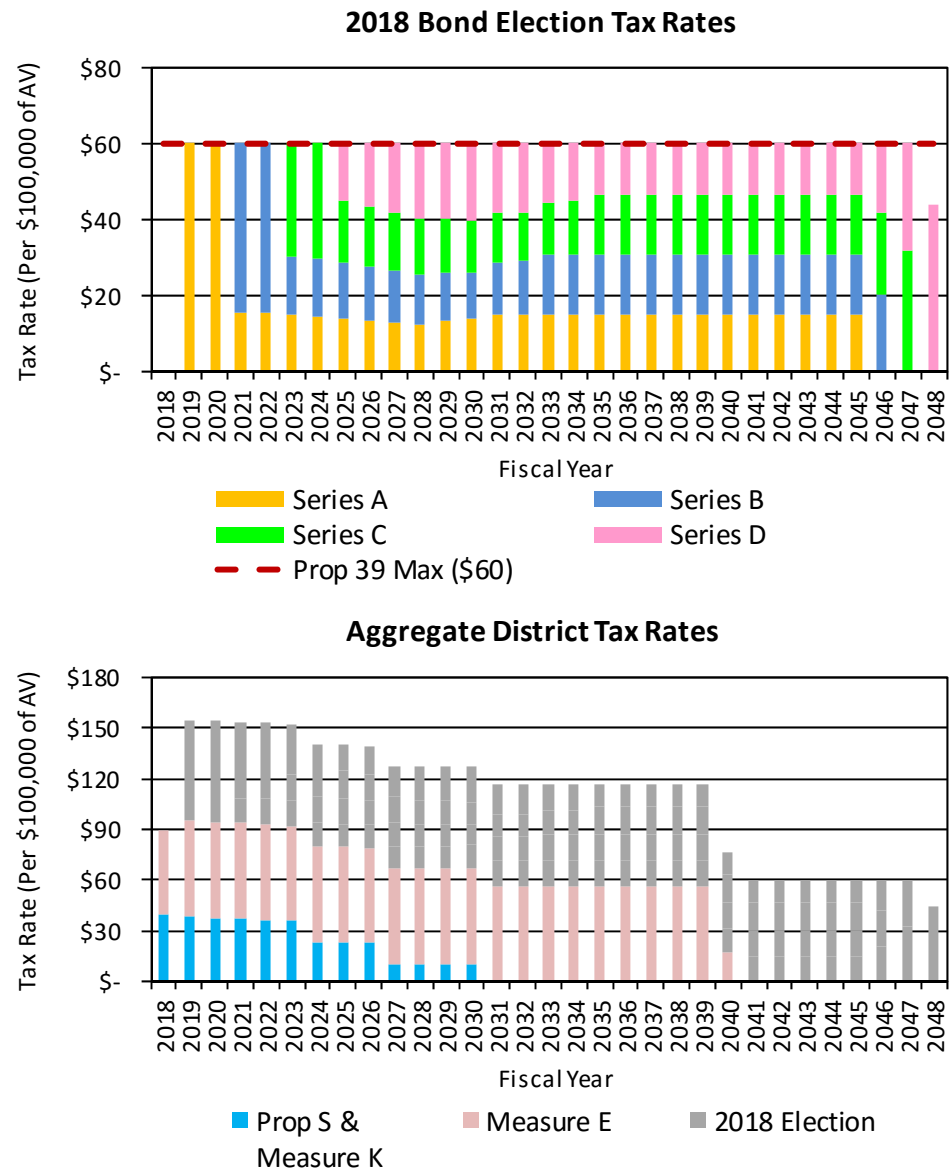 2018 Bond Election Tax Rates
Tax Rate (Per $100,000 of AV)
$80
$60
$40
$20
$-
2018 2019 2020 2021 2022 2023 2024 2025 2026 2027 2028 2029 2030 2031 2032 2033 2034 2035 2036 2037 2038 2039 2040 2041 2042 2043 2044 2045 2046 2047 2048
Fiscal Year
Series A Series B
Series C Series D
Prop 39 Max ($60)
Aggregate District Tax Rates
Tax Rate (Per $100,000 of AV)
$180
$150
$120
$90
$60
$30
$-
2018 2019 2020 2021 2022 2023 2024 2025 2026 2027 2028 2029 2030 2031 2032 2033 2034 2035 2036 2037 2038 2039 2040 2041 2042 2043 2044 2045 2046 2047 2048
Fiscal Year
Prop S & Measure E 2018 Election
Measure K